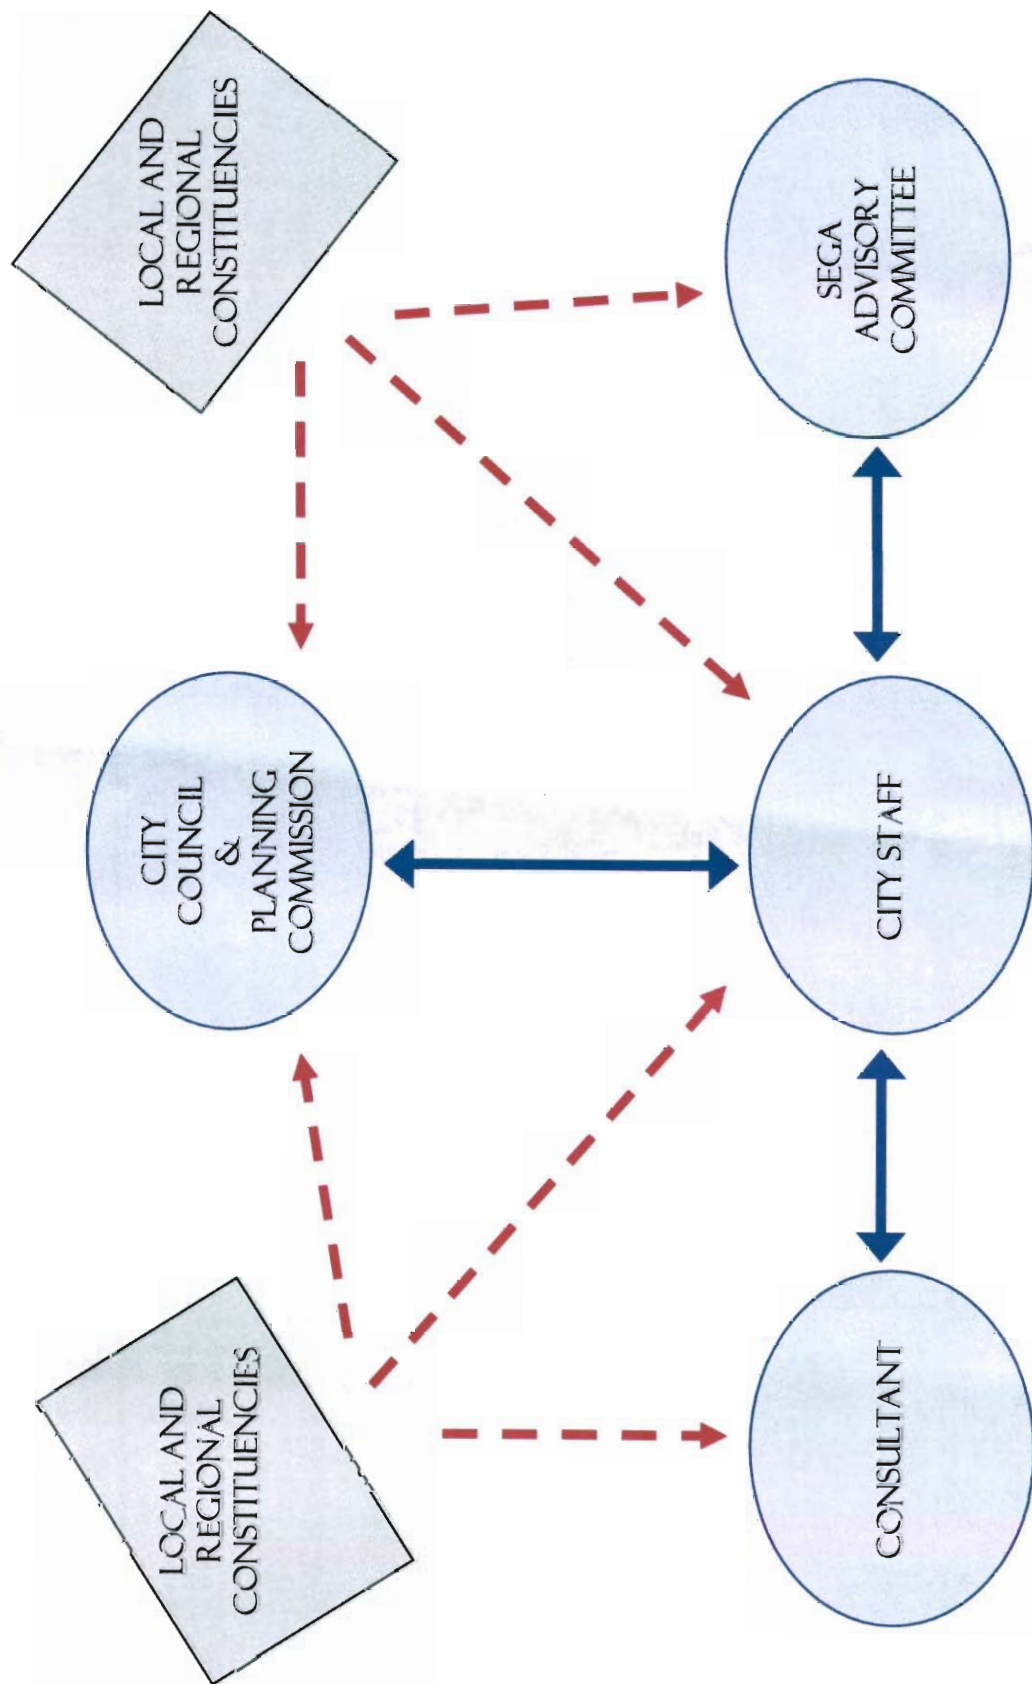 LOCAL AND
REGIONAL
CONSTITUENCIES
CITY
COUNCIL
&
PLANNING
COMMISSION
LOCAL AND
REGIONAL
CONSTITUENCIES
CONSULTANT
CITY STAFF
SEGA
ADVISORY
COMMITTEE